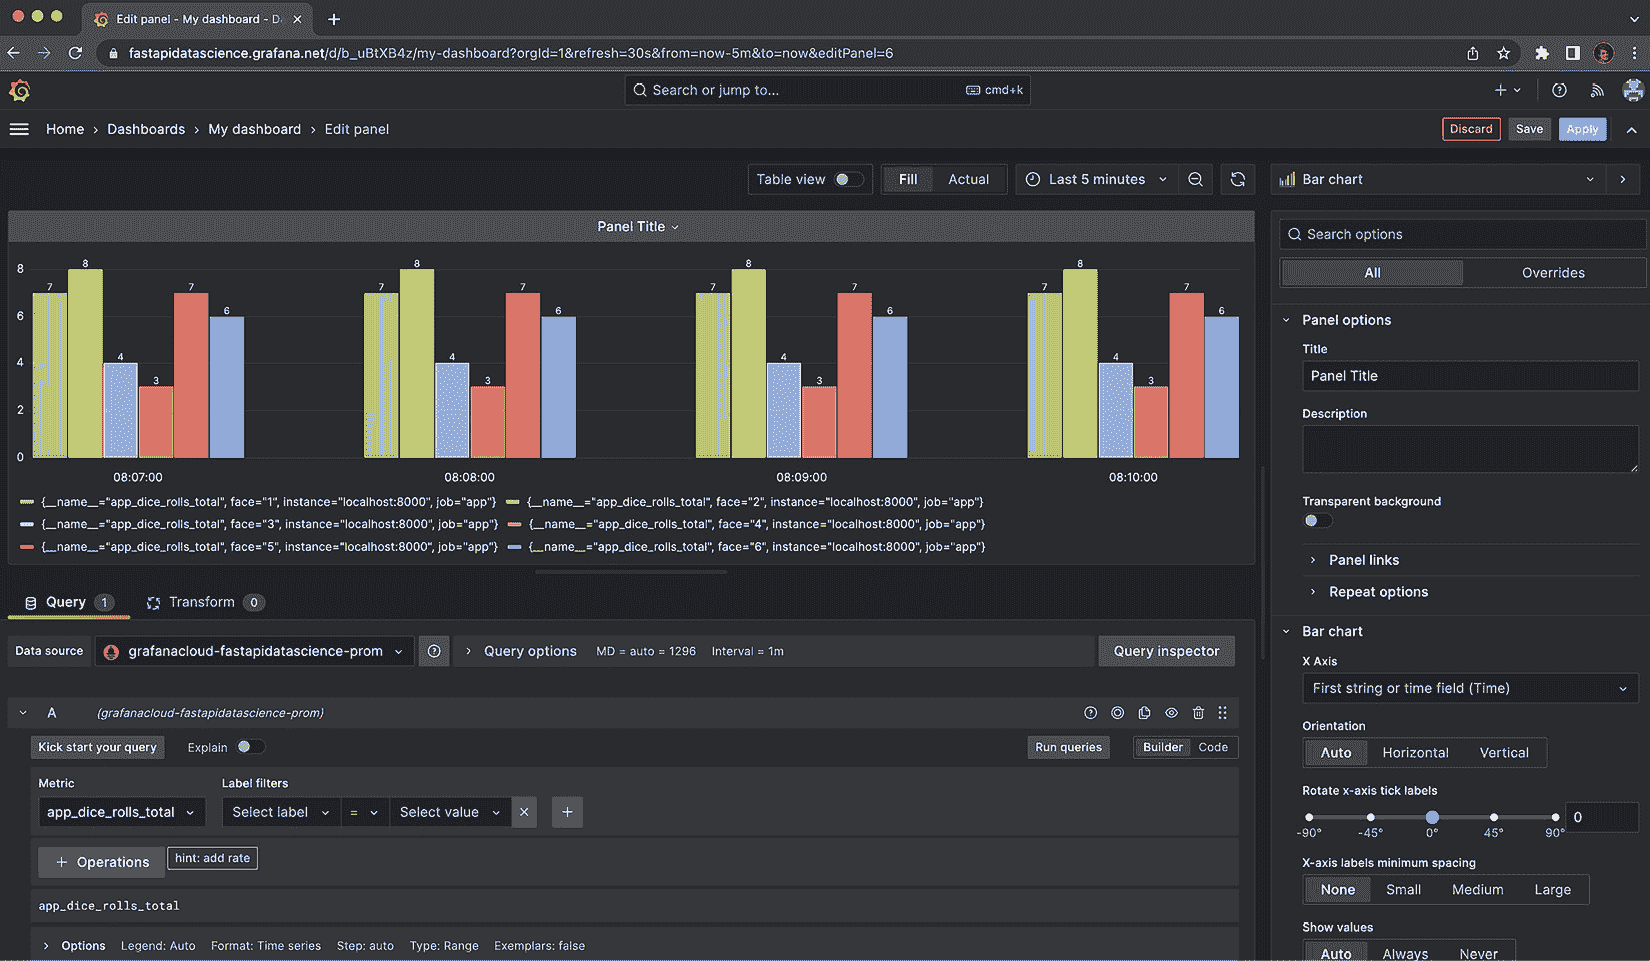 Edit panel - My dashboard - Da
fastapidatascience.grafana.net/d/b_uBtXB4z/my-dashboard?orgId=1&refresh=30s&from=now-5m&to=now&editPanel=6
Search or jump to... cmd+k
Home › Dashboards › My dashboard › Edit panel Discard Save Apply
Table view Fill Actual Last 5 minutes Bar chart
Panel Title
Search options
All Overrides
8
6
4
2
0
7 8 4 3 7 6
7 8 4 3 7 6
7 8 4 3 7 6
7 8 4 3 7 6
08:07:00 08:08:00 08:09:00 08:10:00
{__name__="app_dice_rolls_total", face="1", instance="localhost:8000", job="app"} {__name__="app_dice_rolls_total", face="2", instance="localhost:8000", job="app"}
{__name__="app_dice_rolls_total", face="3", instance="localhost:8000", job="app"} {__name__="app_dice_rolls_total", face="4", instance="localhost:8000", job="app"}
{__name__="app_dice_rolls_total", face="5", instance="localhost:8000", job="app"} {__name__="app_dice_rolls_total", face="6", instance="localhost:8000", job="app"}
Query 1 Transform 0
Data source grafanacloud-fastapidatascience-prom Query options MD = auto = 1296 Interval = 1m Query inspector
A (grafanacloud-fastapidatascience-prom)
Kick start your query Explain Run queries Builder Code
Metric Label filters
app_dice_rolls_total Select label = Select value
+ Operations hint: add rate
app_dice_rolls_total
Options Legend: Auto Format: Time series Step: auto Type: Range Exemplars: false
Panel options
Title
Panel Title
Description
Transparent background
Panel links
Repeat options
Bar chart
X Axis
First string or time field (Time)
Orientation
Auto Horizontal Vertical
Rotate x-axis tick labels
0
-90° -45° 0° 45° 90°
X-axis labels minimum spacing
None Small Medium Large
Show values
Auto Always Never